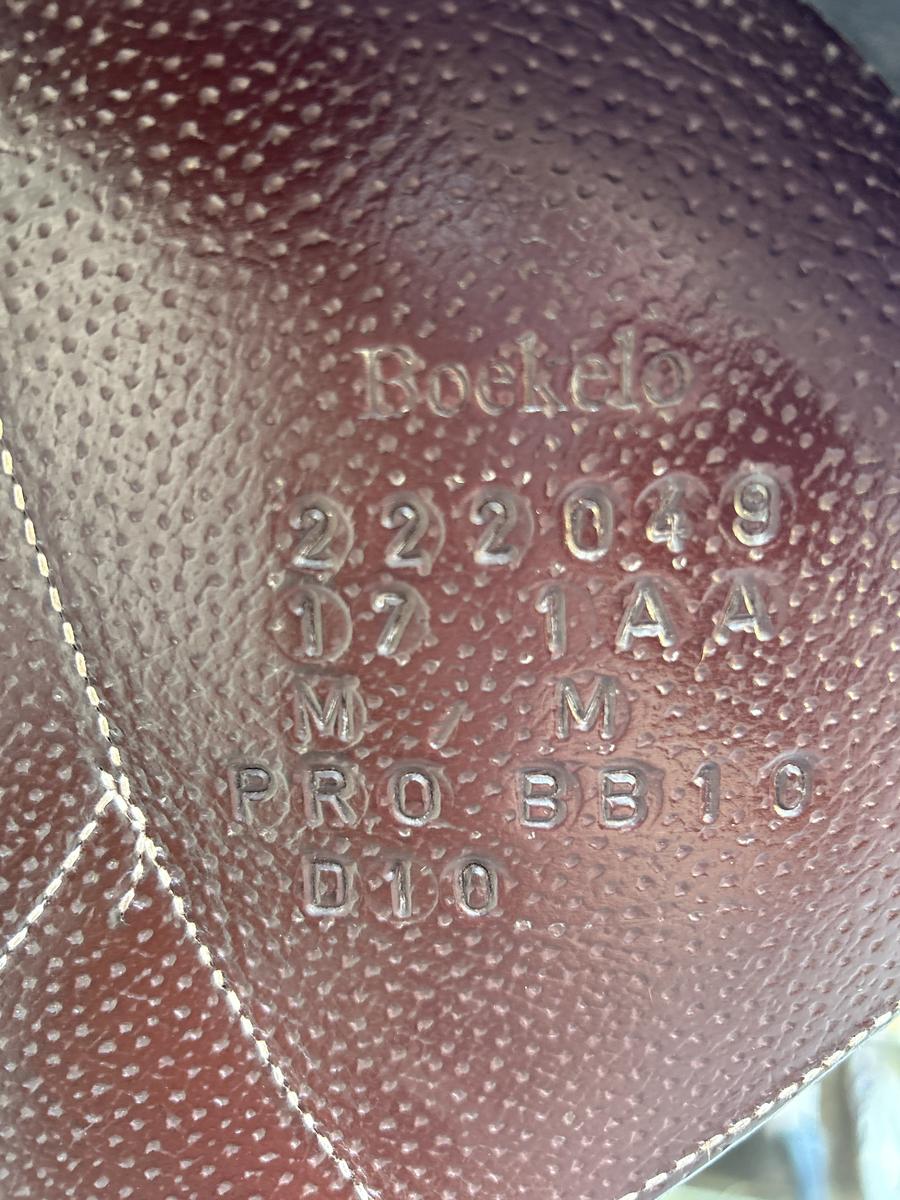 Boekelo
222049
17 1AA
M / M
PRO BB10
D10